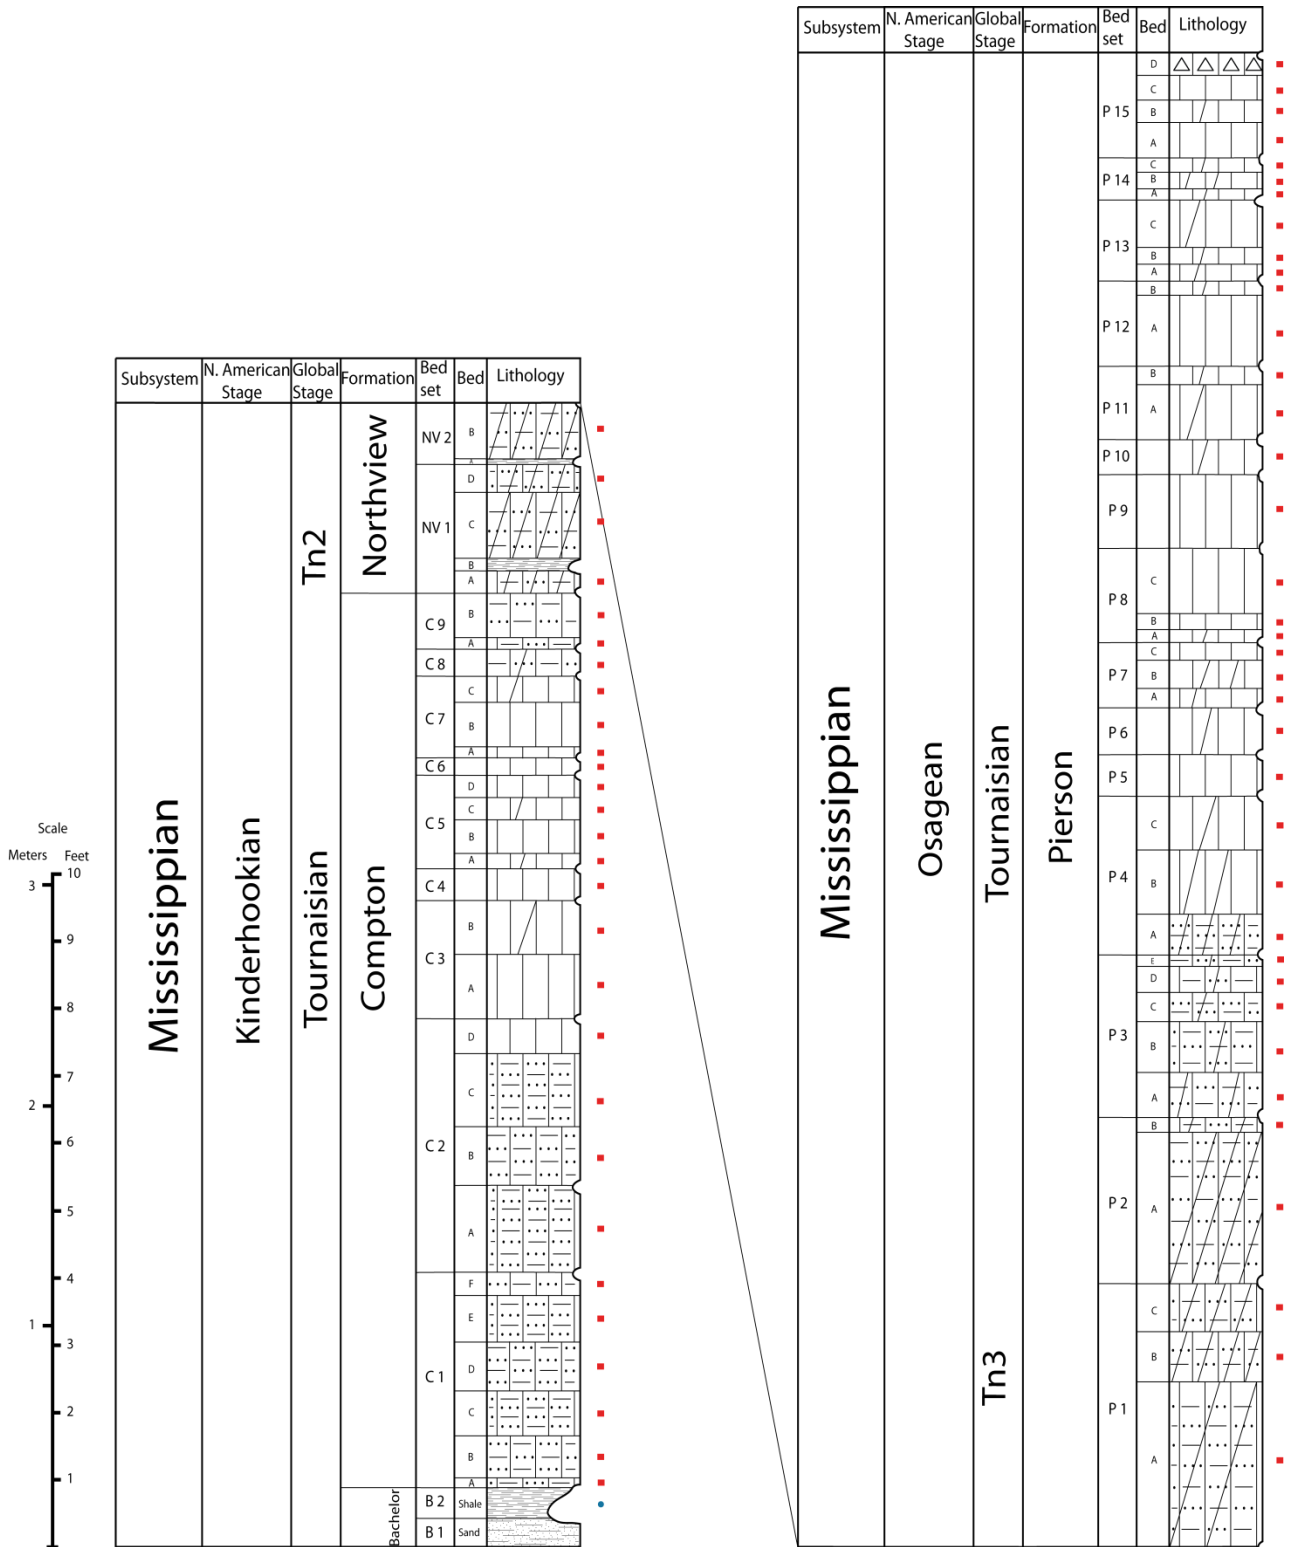 Subsystem
N. American
Stage
Global
Stage
Formation
Bed
set
Bed
Lithology
Mississippian
Kinderhookian
Tournaisian
Tn2
Northview
Compton
Bachelor
NV 2
B
A
NV 1
D
C
B
A
C 9
B
A
C 8
C 7
C
B
A
C 6
C 5
D
C
B
A
C 4
C 3
B
A
C 2
D
C
B
A
C 1
F
E
D
C
B
A
B 2
Shale
B 1
Sand
Scale
Meters
Feet
3
10
9
8
7
2
6
5
4
1
3
2
1
Subsystem
N. American
Stage
Global
Stage
Formation
Bed
set
Bed
Lithology
Mississippian
Osagean
Tournaisian
Tn3
Pierson
P 15
D
C
B
A
P 14
C
B
A
P 13
C
B
A
P 12
B
A
P 11
B
A
P 10
P 9
P 8
C
B
A
P 7
C
B
A
P 6
P 5
P 4
C
B
A
P 3
E
D
C
B
A
P 2
B
A
P 1
C
B
A